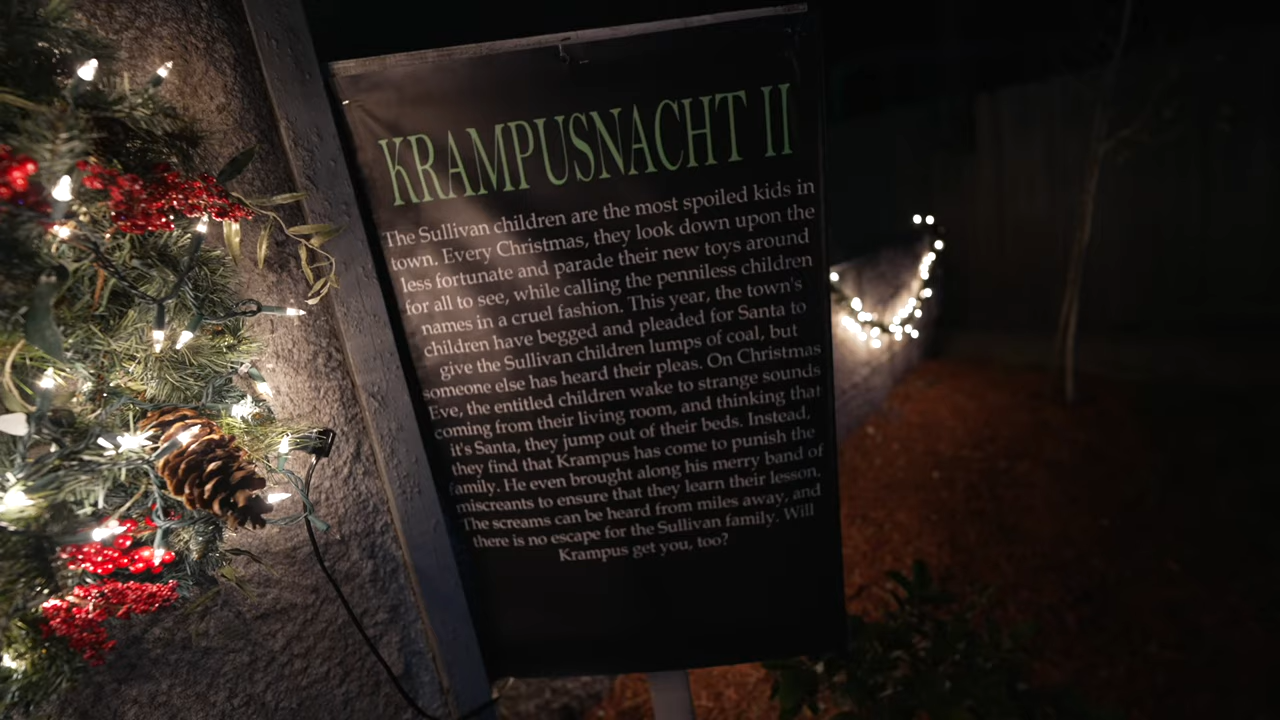 KRAMPUSNACHT II
The Sullivan children are the most spoiled kids in
town. Every Christmas, they look down upon the
less fortunate and parade their new toys around
for all to see, while calling the penniless children
names in a cruel fashion. This year, the town's
children have begged and pleaded for Santa to
give the Sullivan children lumps of coal, but
someone else has heard their pleas. On Christmas
Eve, the entitled children wake to strange sounds
coming from their living room, and thinking that
it's Santa, they jump out of their beds. Instead,
they find that Krampus has come to punish the
family. He even brought along his merry band of
miscreants to ensure that they learn their lesson.
The screams can be heard from miles away, and
there is no escape for the Sullivan family. Will
Krampus get you, too?